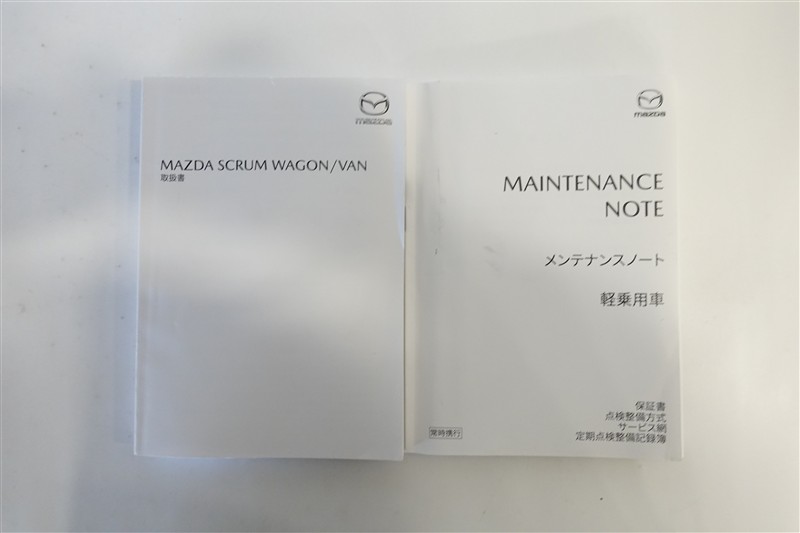 mazda
MAZDA SCRUM WAGON/VAN
取扱書
mazda
MAINTENANCE
NOTE
メンテナンスノート
軽乗用車
保証書
点検整備方式
サービス網
定期点検整備記録簿
常時携行